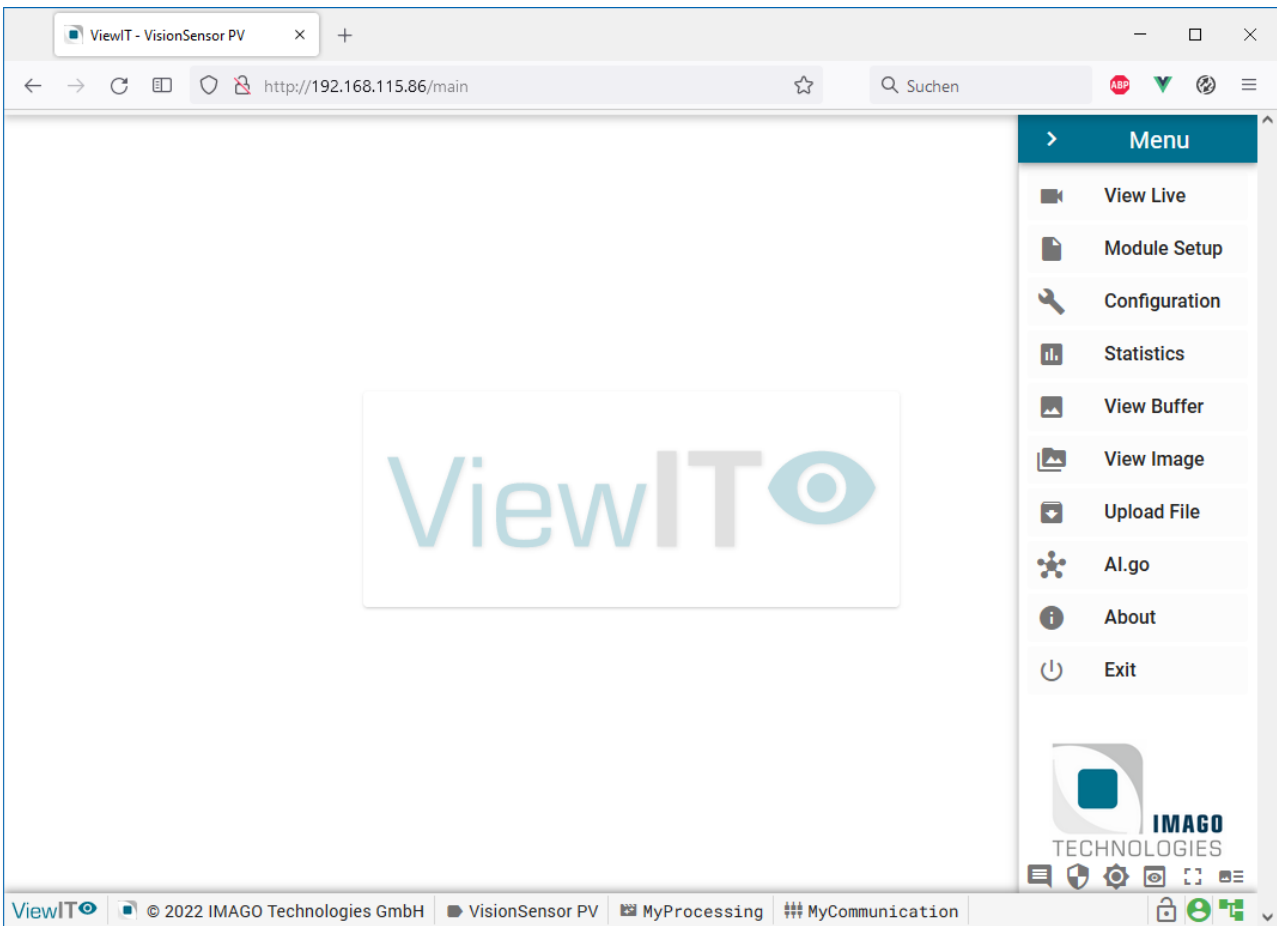 ViewIT - VisionSensor PV
http://192.168.115.86/main
Suchen
ABP
Menu
View Live
Module Setup
Configuration
Statistics
View Buffer
View Image
Upload File
AI.go
About
Exit
ViewIT
IMAGO
TECHNOLOGIES
ViewIT © 2022 IMAGO Technologies GmbH VisionSensor PV MyProcessing MyCommunication